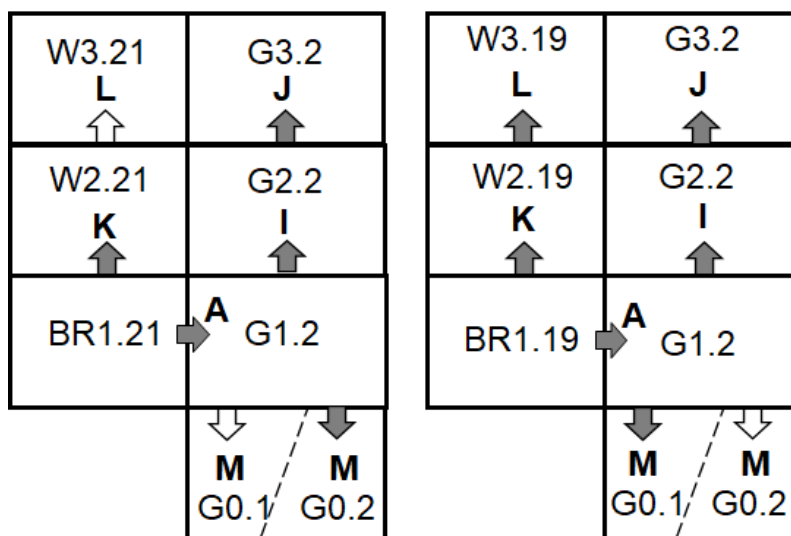 W3.21 G3.2
L J
W2.21 G2.2
K I
BR1.21 A G1.2
M M
G0.1 G0.2
W3.19 G3.2
L J
W2.19 G2.2
K I
BR1.19 A G1.2
M M
G0.1 G0.2